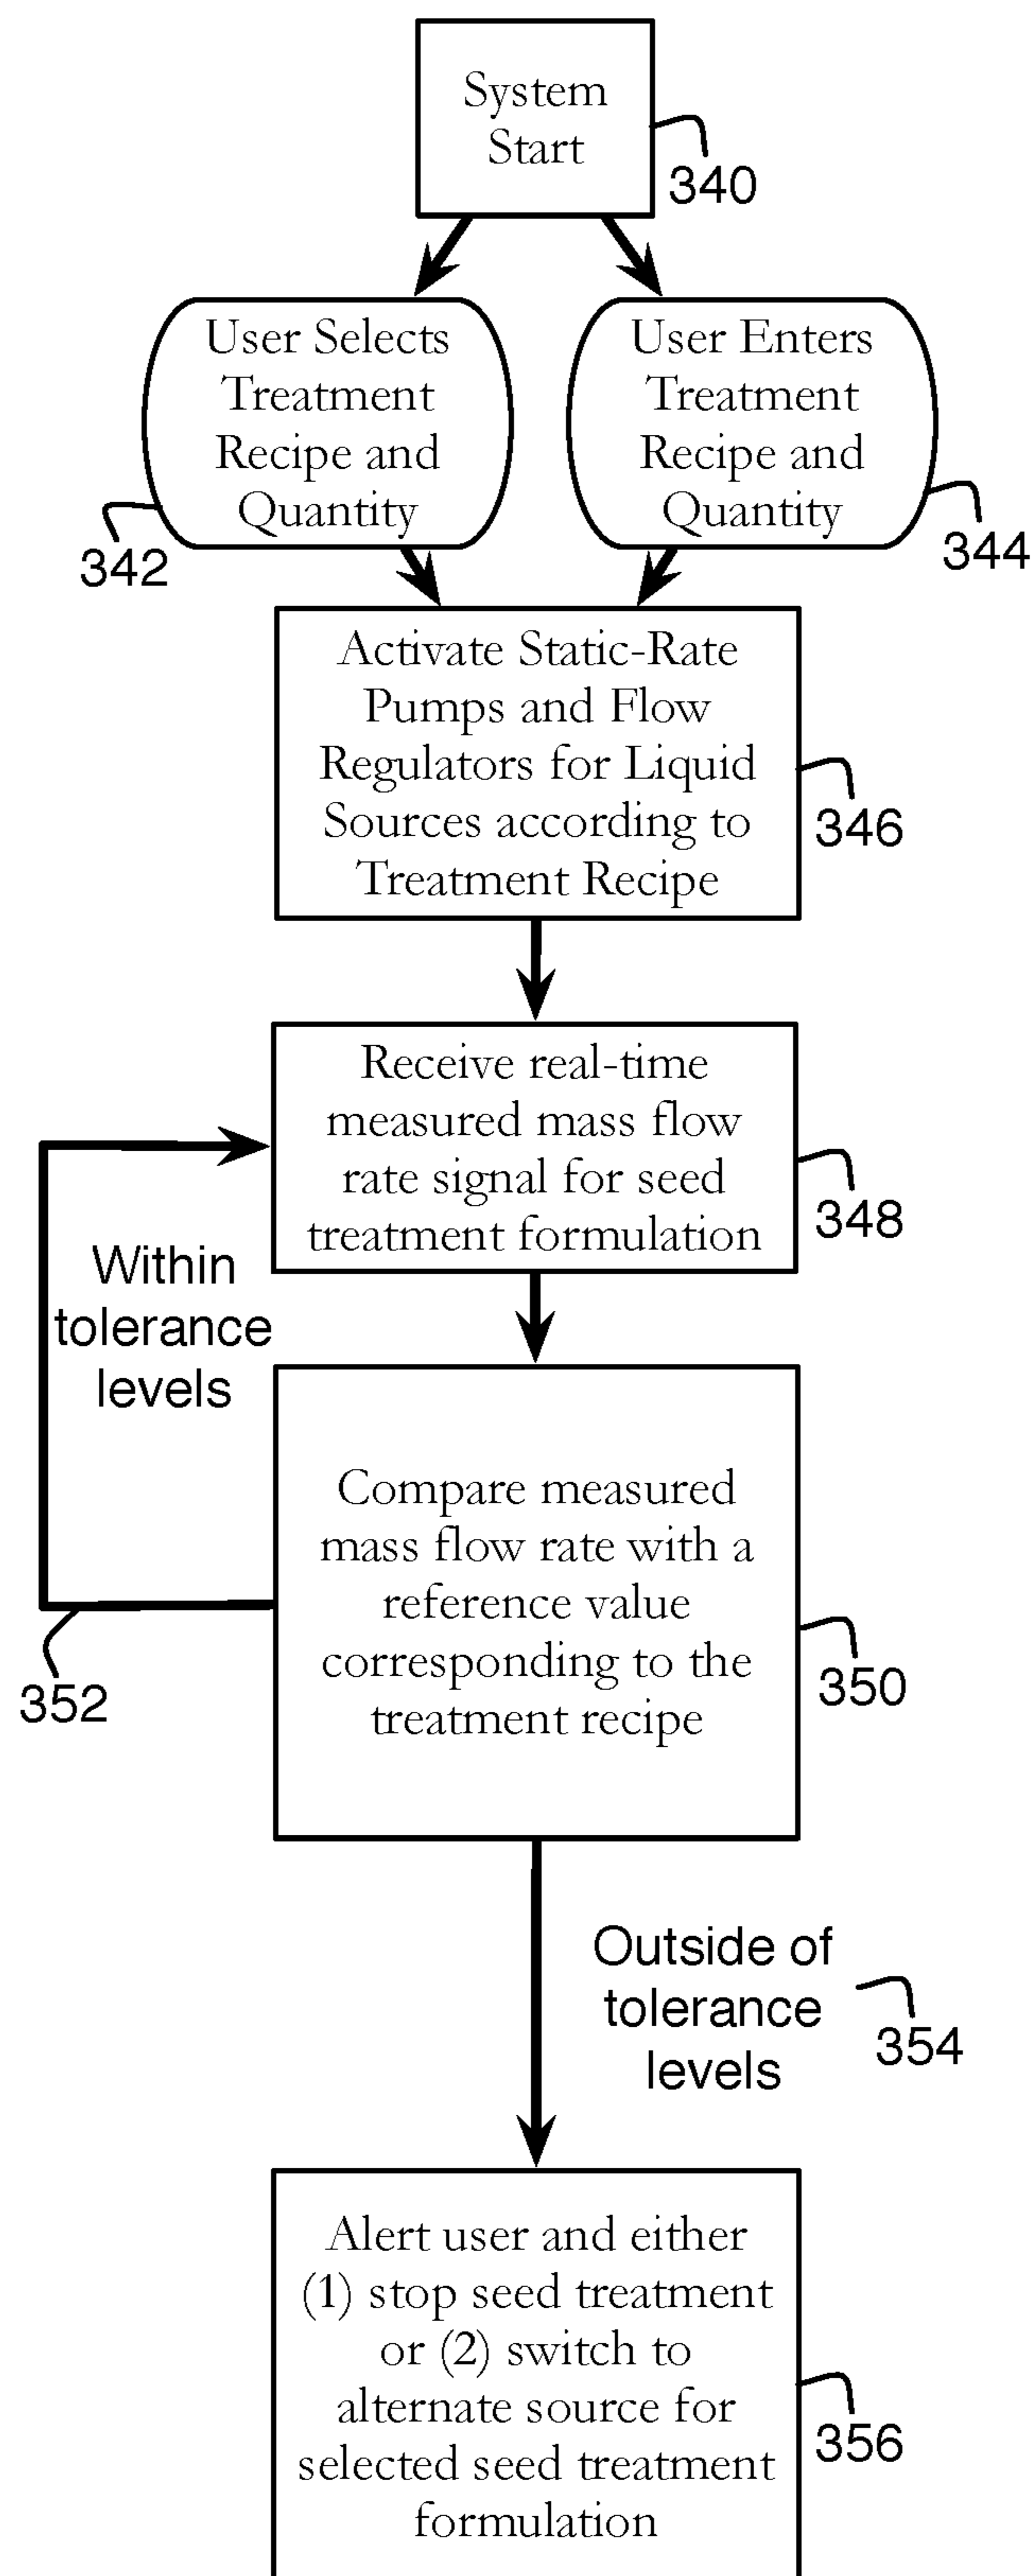 System
Start
340
User Selects
Treatment
Recipe and
Quantity
342
User Enters
Treatment
Recipe and
Quantity
344
Activate Static-Rate
Pumps and Flow
Regulators for Liquid
Sources according to
Treatment Recipe
346
Receive real-time
measured mass flow
rate signal for seed
treatment formulation
348
Within
tolerance
levels
Compare measured
mass flow rate with a
reference value
corresponding to the
treatment recipe
350
352
Outside of
tolerance
levels
354
Alert user and either
(1) stop seed treatment
or (2) switch to
alternate source for
selected seed treatment
formulation
356